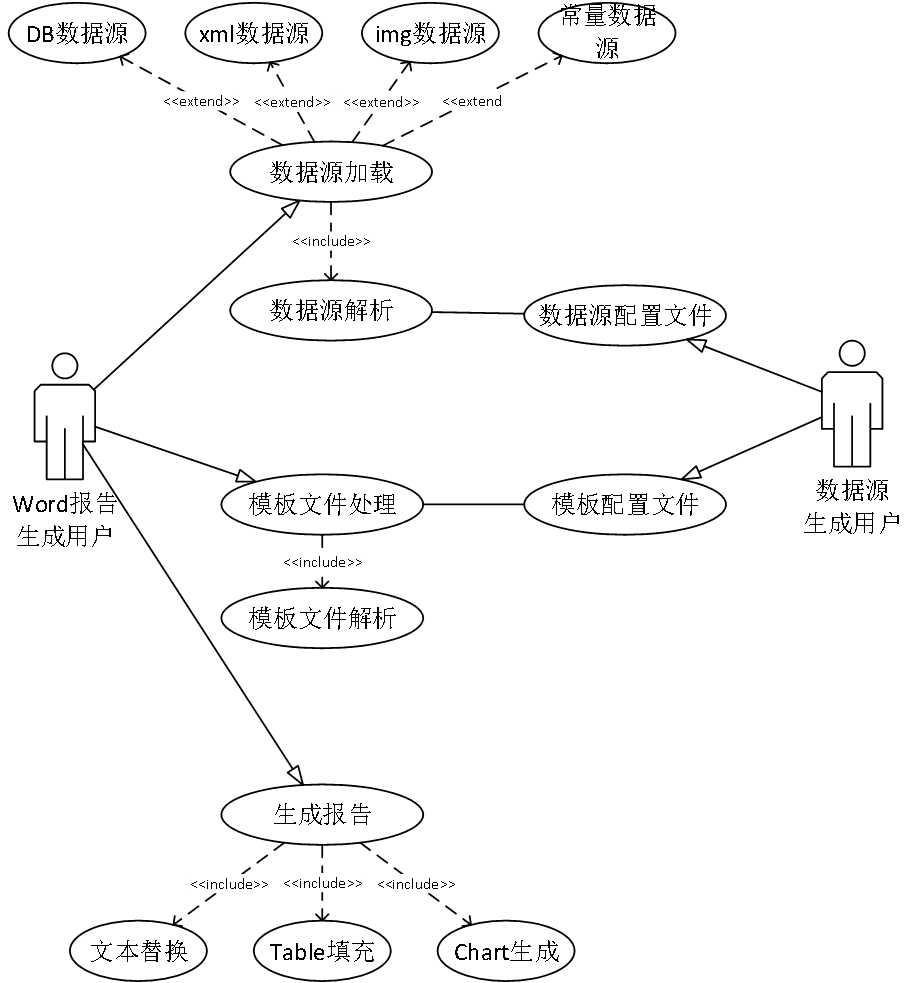 DB数据源
xml数据源
img数据源
常量数据
源
<<extend>>
<<extend>>
<<extend>>
<<extend
数据源加载
<<include>>
数据源解析
数据源配置文件
Word报告
生成用户
数据源
生成用户
模板文件处理
模板配置文件
<<include>>
模板文件解析
生成报告
<<include>>
<<include>>
<<include>>
文本替换
Table填充
Chart生成